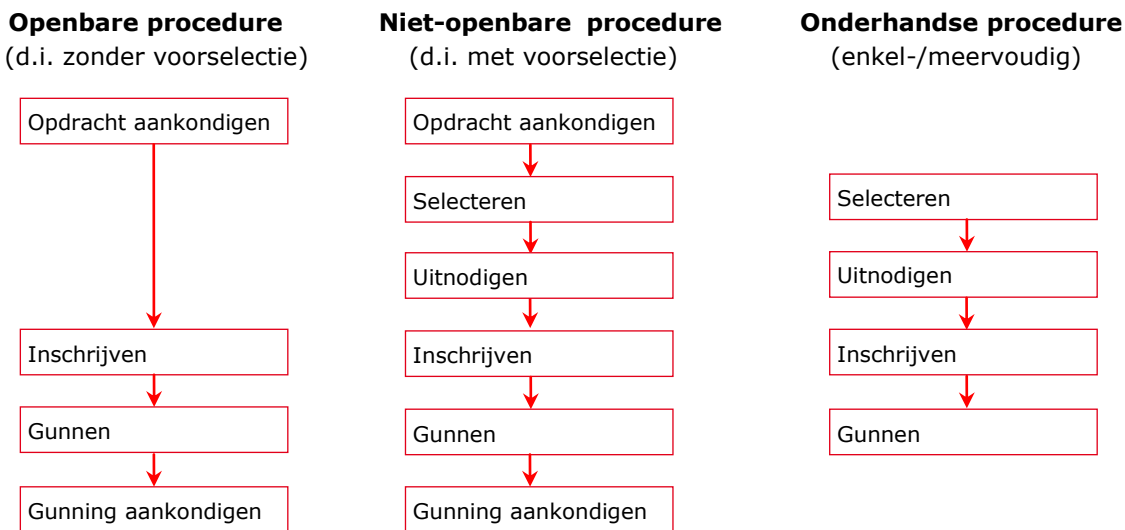 Openbare procedure
(d.i. zonder voorselectie)
Opdracht aankondigen
Inschrijven
Gunnen
Gunning aankondigen
Niet-openbare procedure
(d.i. met voorselectie)
Opdracht aankondigen
Selecteren
Uitnodigen
Inschrijven
Gunnen
Gunning aankondigen
Onderhandse procedure
(enkel-/meervoudig)
Selecteren
Uitnodigen
Inschrijven
Gunnen